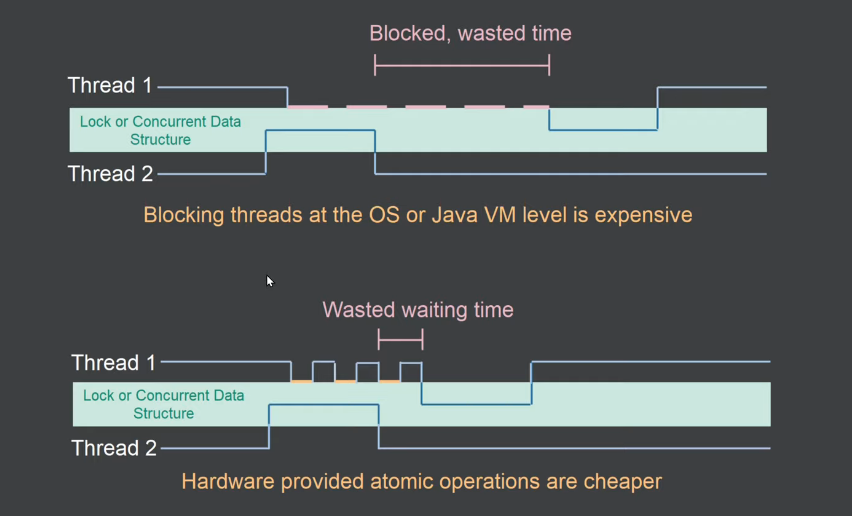 Blocked, wasted time
Thread 1
Lock or Concurrent Data
Structure
Thread 2
Blocking threads at the OS or Java VM level is expensive
Wasted waiting time
Thread 1
Lock or Concurrent Data
Structure
Thread 2
Hardware provided atomic operations are cheaper